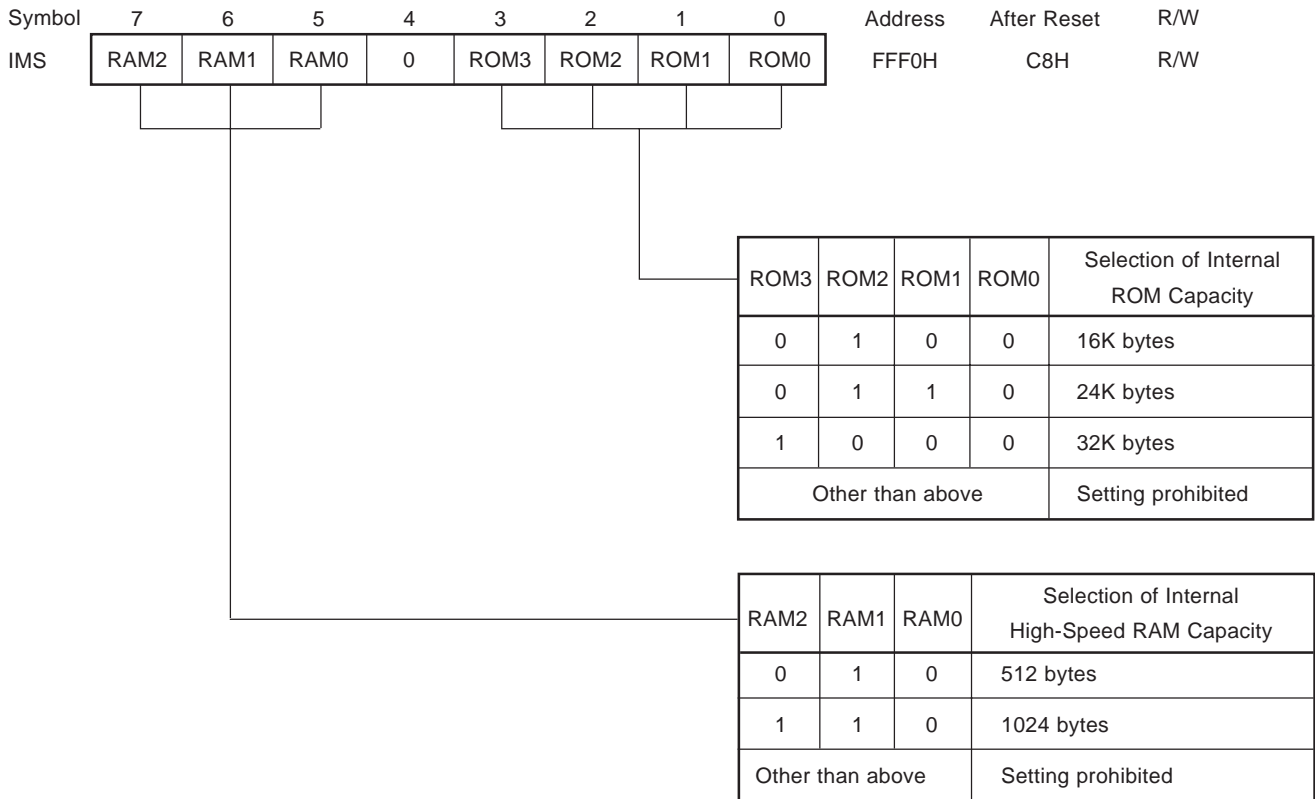 Symbol 7 6 5 4 3 2 1 0 Address After Reset R/W
IMS RAM2 RAM1 RAM0 0 ROM3 ROM2 ROM1 ROM0 FFF0H C8H R/W
ROM3 ROM2 ROM1 ROM0 Selection of Internal
ROM Capacity
0 1 0 0 16K bytes
0 1 1 0 24K bytes
1 0 0 0 32K bytes
Other than above Setting prohibited
RAM2 RAM1 RAM0 Selection of Internal
High-Speed RAM Capacity
0 1 0 512 bytes
1 1 0 1024 bytes
Other than above Setting prohibited